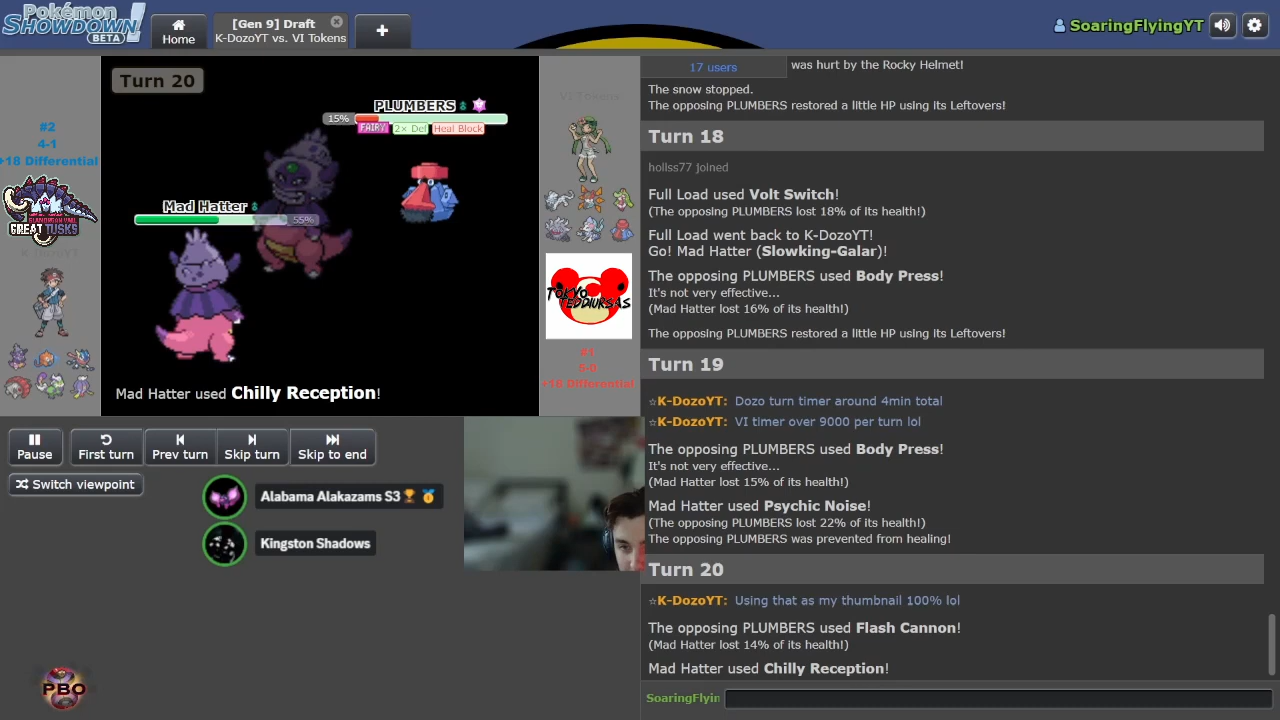 Pokémon
SHOWDOWN!
BETA
Home
[Gen 9] Draft
K-DozoYT vs. VI Tokens
+
SoaringFlyingYT
Turn 20
PLUMBERS
15%
FAIRY
2× Def
Heal Block
Mad Hatter
55%
Mad Hatter used Chilly Reception!
#2
4-1
+18 Differential
GREAT TUSKS
K-DozoYT
VI Tokens
TOKYO
TEDDIURSAS
#1
5-0
+18 Differential
17 users
was hurt by the Rocky Helmet!
The snow stopped.
The opposing PLUMBERS restored a little HP using its Leftovers!
Turn 18
holiss77 joined
Full Load used Volt Switch!
(The opposing PLUMBERS lost 18% of its health!)
Full Load went back to K-DozoYT!
Go! Mad Hatter (Slowking-Galar)!
The opposing PLUMBERS used Body Press!
It's not very effective...
(Mad Hatter lost 16% of its health!)
The opposing PLUMBERS restored a little HP using its Leftovers!
Turn 19
☆K-DozoYT: Dozo turn timer around 4min total
☆K-DozoYT: VI timer over 9000 per turn lol
The opposing PLUMBERS used Body Press!
It's not very effective...
(Mad Hatter lost 15% of its health!)
Mad Hatter used Psychic Noise!
(The opposing PLUMBERS lost 22% of its health!)
The opposing PLUMBERS was prevented from healing!
Turn 20
☆K-DozoYT: Using that as my thumbnail 100% lol
The opposing PLUMBERS used Flash Cannon!
(Mad Hatter lost 14% of its health!)
Mad Hatter used Chilly Reception!
SoaringFlyin
Pause
First turn
Prev turn
Skip turn
Skip to end
Switch viewpoint
Alabama Alakazams S3
Kingston Shadows
PBO